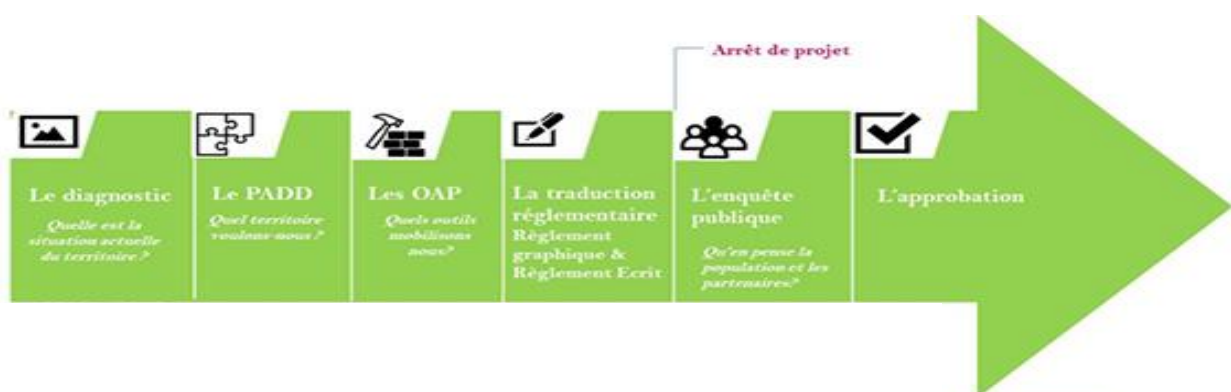 Arrêt de projet
Le diagnostic
Quelle est la
situation actuelle
du territoire ?
Le PADD
Quel territoire
voulons-nous ?
Les OAP
Quels outils
mobilisons
nous?
La traduction
réglementaire
Règlement
graphique &
Règlement Ecrit
L'enquête
publique
Qu'en pense la
population et les
partenaires?
L'approbation